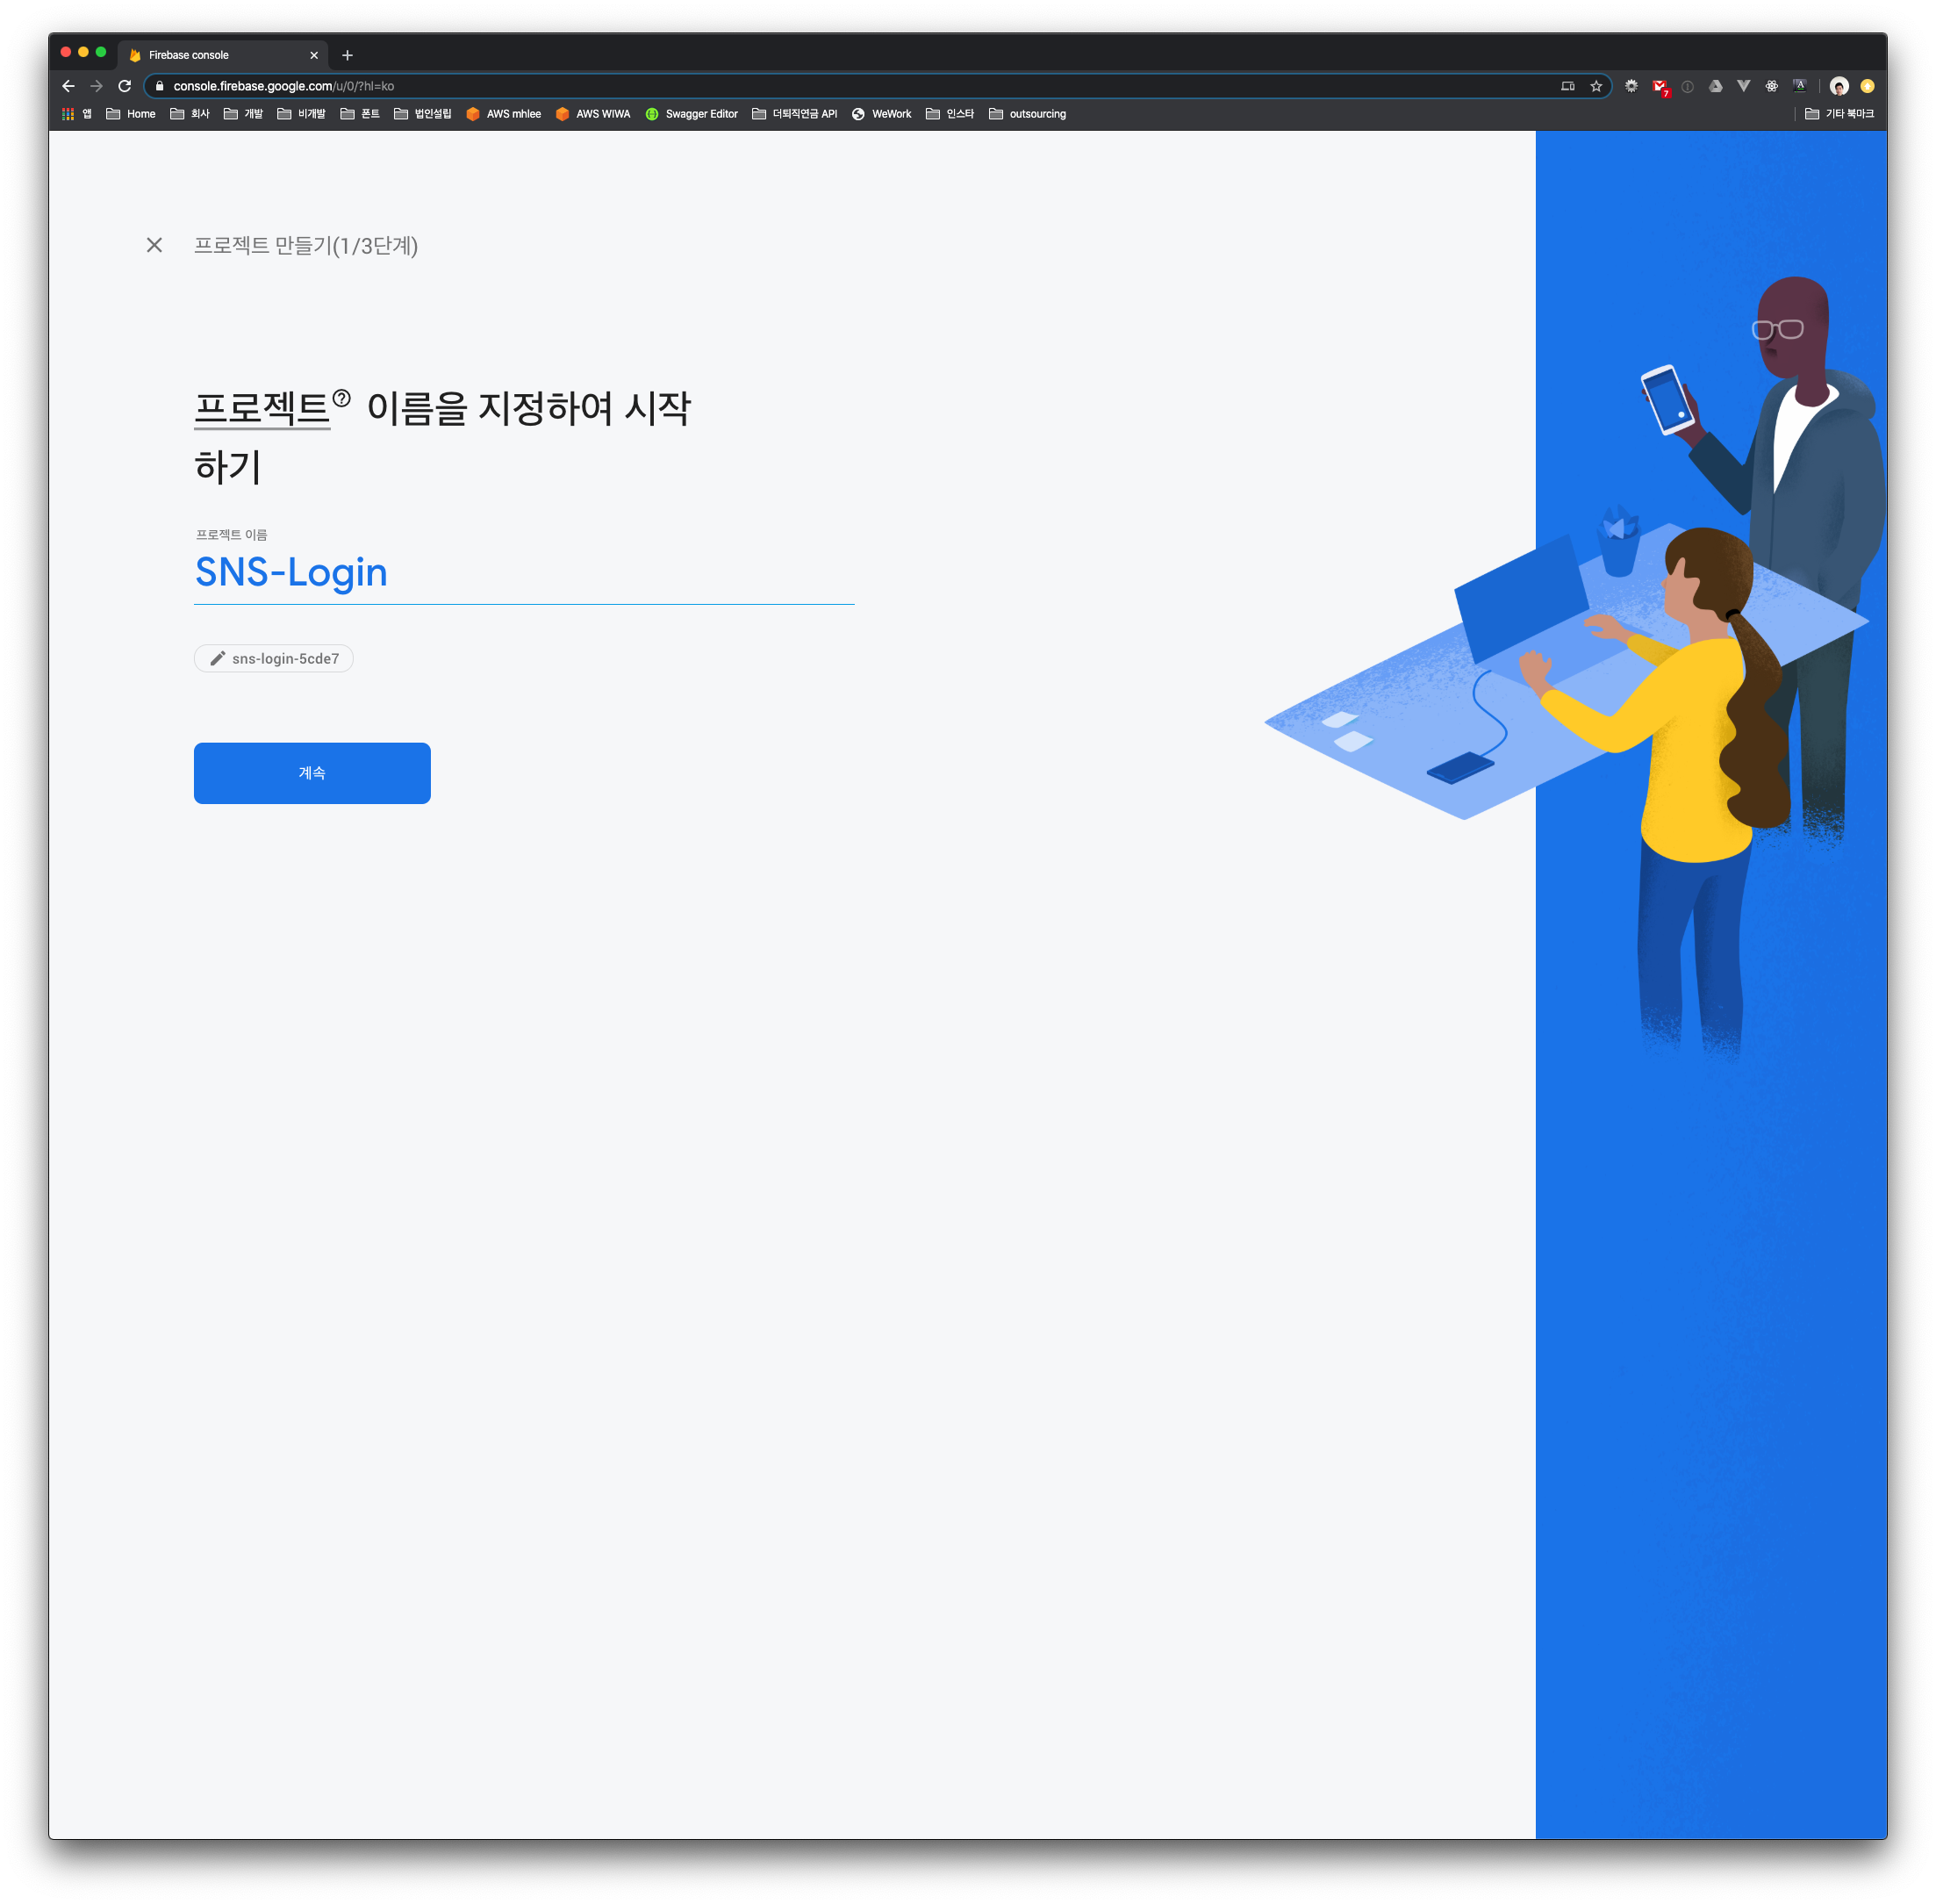 Firebase console
console.firebase.google.com/u/0/?hl=ko
7
앱 Home 회사 개발 비개발 폰트 법인설립 AWS mhlee AWS WIWA Swagger Editor 더퇴직연금 API WeWork 인스타 outsourcing 기타 북마크
프로젝트 만들기(1/3단계)
프로젝트 이름을 지정하여 시작
하기
프로젝트 이름
SNS-Login
sns-login-5cde7
계속